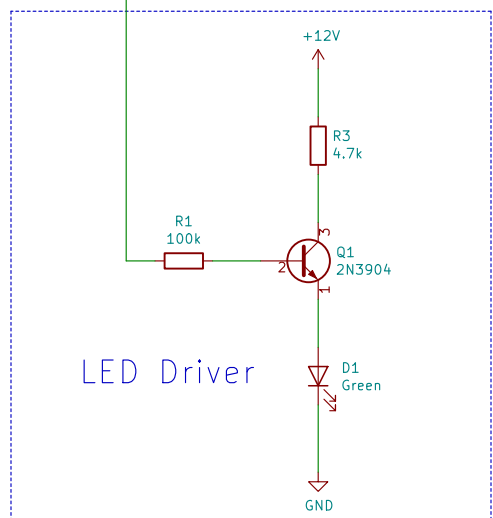 +12V
R3
4.7k
R1
100k
3
Q1
2
2N3904
1
LED Driver
D1
Green
GND